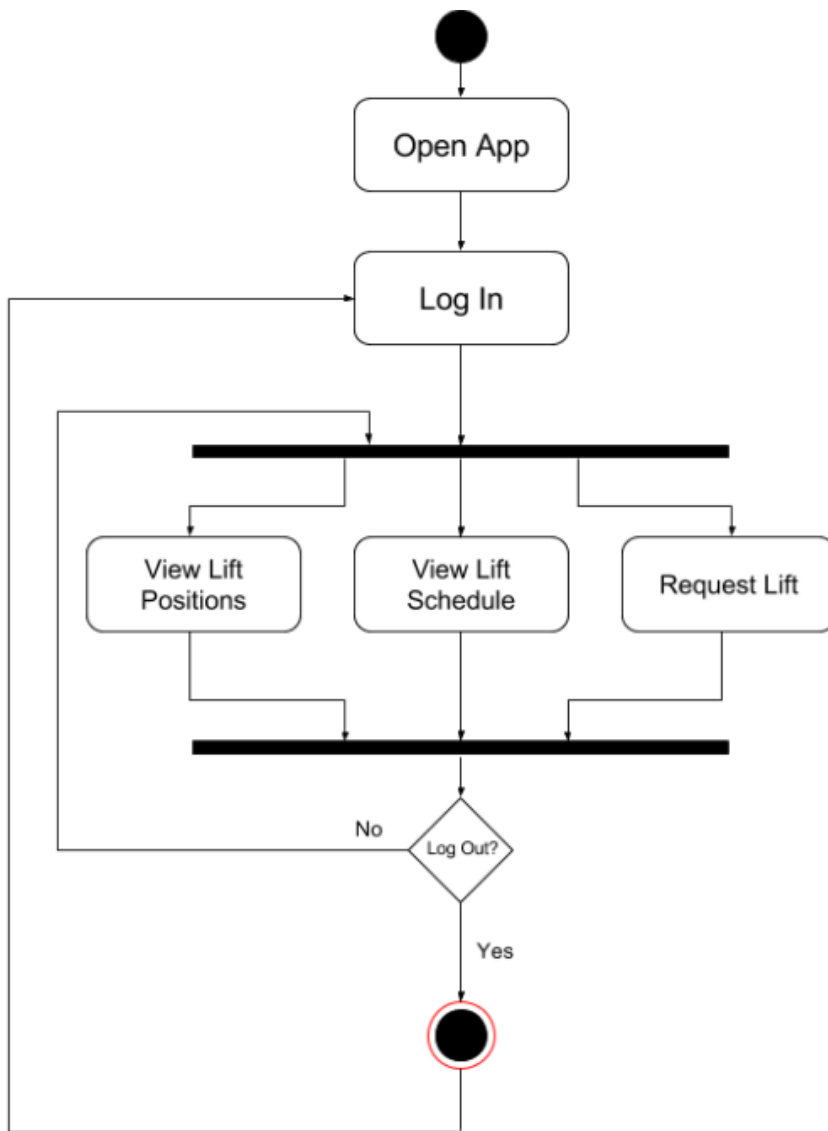 Open App
Log In
View Lift
Positions
View Lift
Schedule
Request Lift
No
Log Out?
Yes